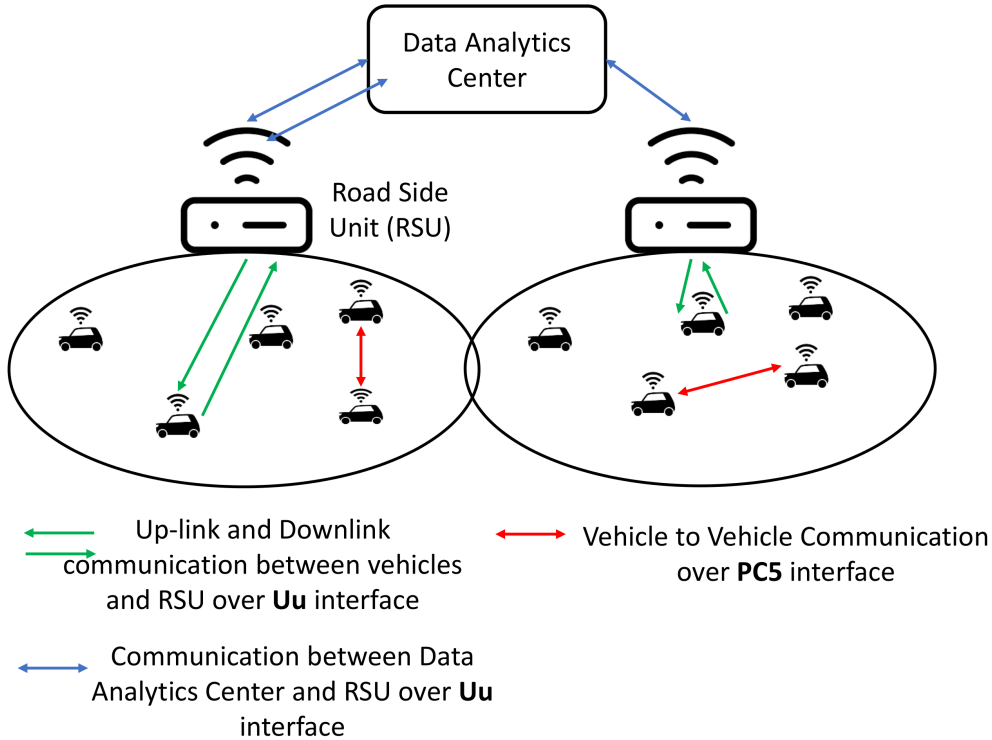 Data Analytics
Center
Road Side
Unit (RSU)
Up-link and Downlink
communication between vehicles
and RSU over Uu interface
Vehicle to Vehicle Communication
over PC5 interface
Communication between Data
Analytics Center and RSU over Uu
interface